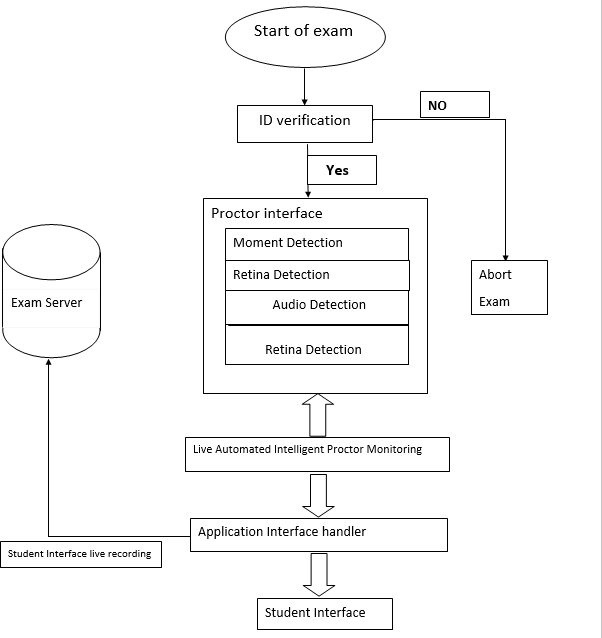 Start of exam
NO
ID verification
Yes
Proctor interface
Moment Detection
Retina Detection
Audio Detection
Retina Detection
Abort
Exam
Exam Server
Live Automated Intelligent Proctor Monitoring
Application Interface handler
Student Interface live recording
Student Interface